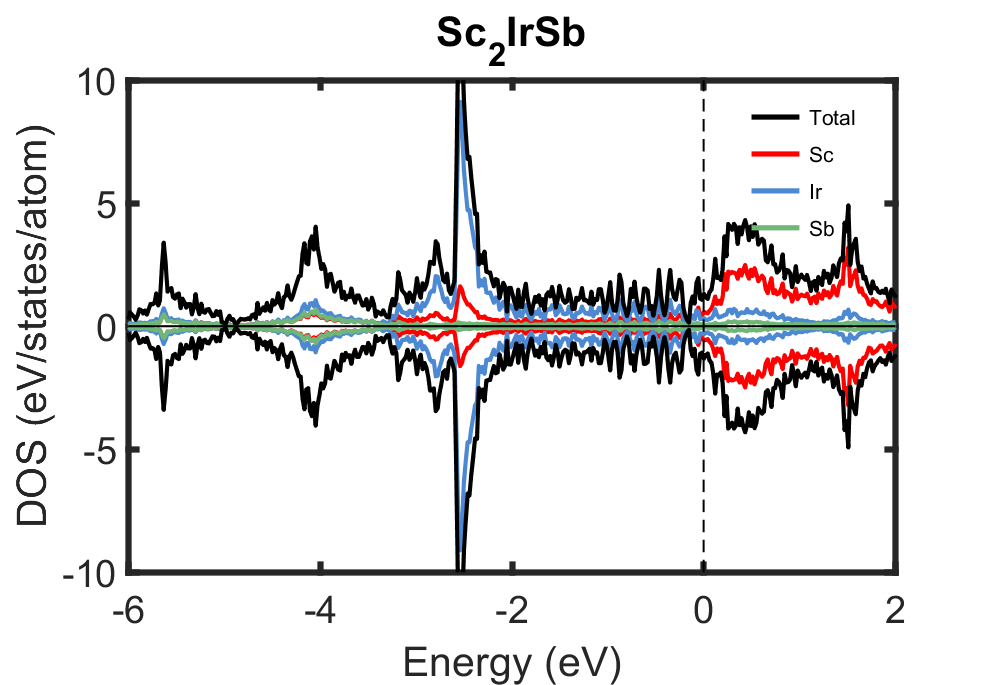 Sc₂IrSb
10
5
0
-5
-10
DOS (eV/states/atom)
Total
Sc
Ir
Sb
-6 -4 -2 0 2
Energy (eV)